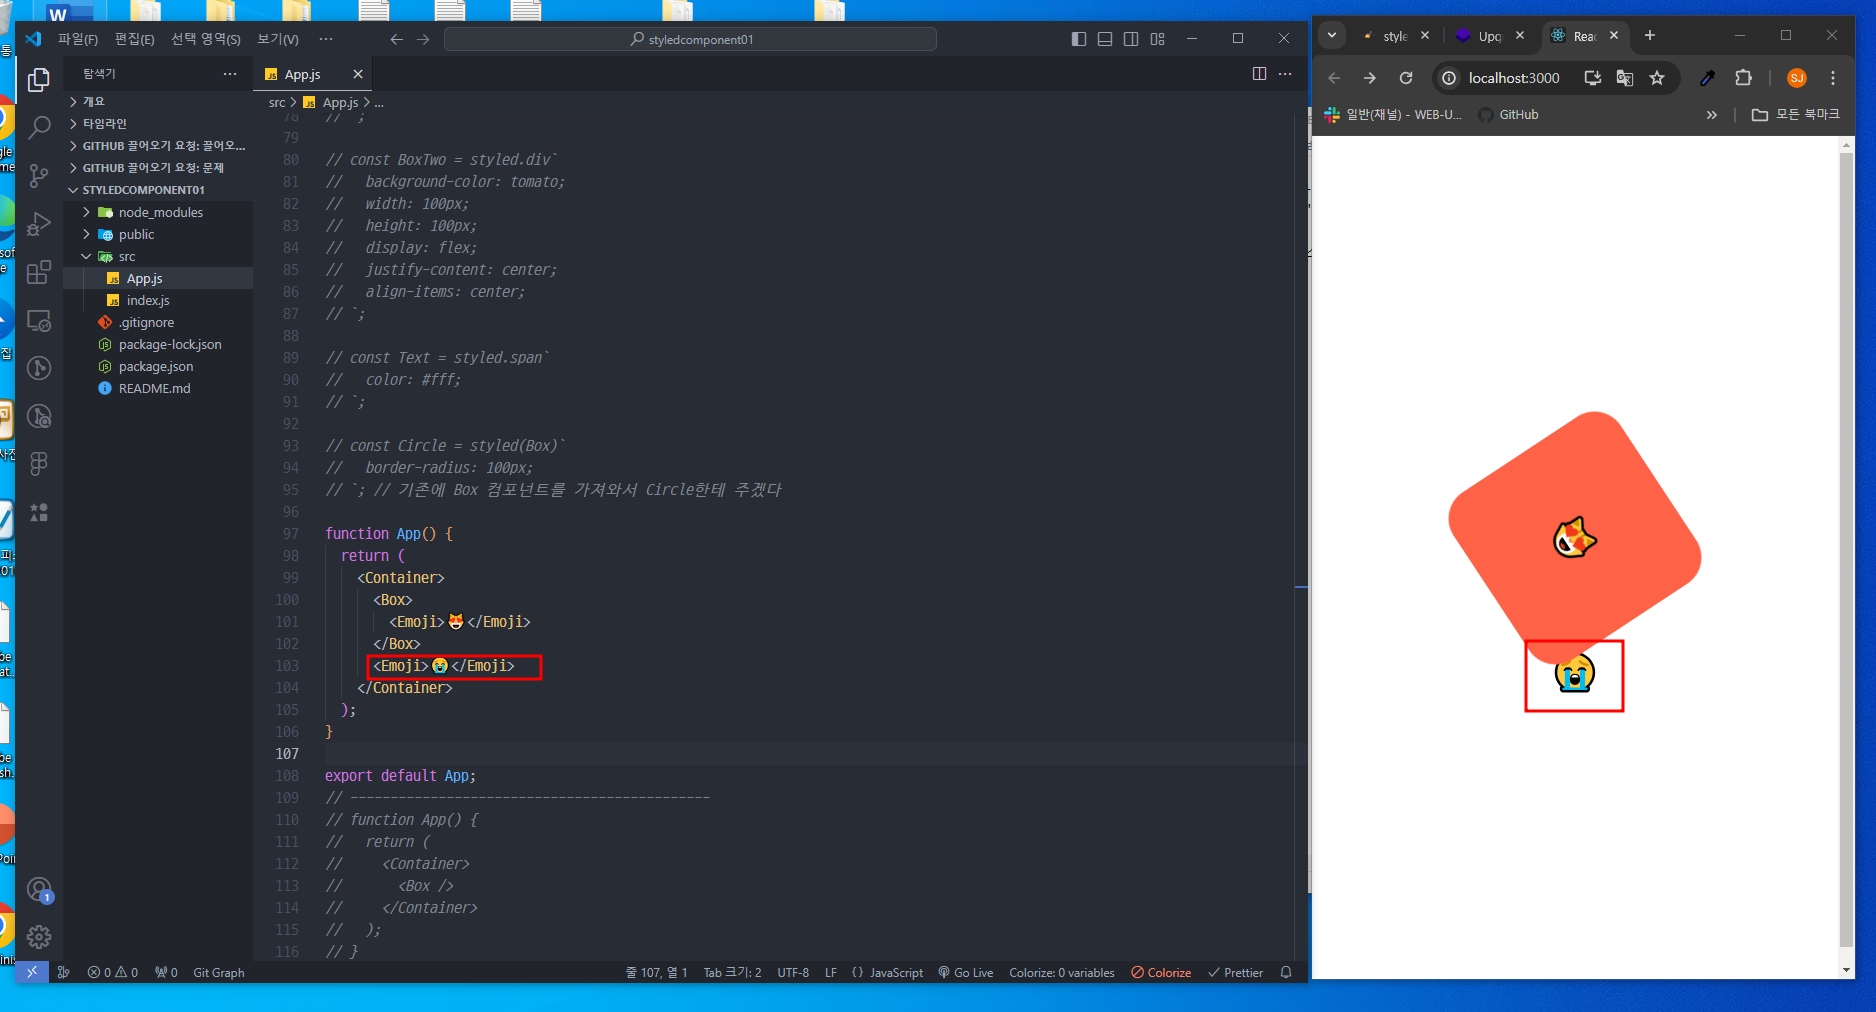 파일(F) 편집(E) 선택 영역(S) 보기(V) ··· styledcomponent01
탐색기 ···
개요
타임라인
GITHUB 끌어오기 요청: 끌어오...
GITHUB 끌어오기 요청: 문제
STYLEDCOMPONENT01
node_modules
public
src
App.js
index.js
.gitignore
package-lock.json
package.json
README.md
App.js
src > App.js > ...
78 // `;
79
80 // const BoxTwo = styled.div`
81 //   background-color: tomato;
82 //   width: 100px;
83 //   height: 100px;
84 //   display: flex;
85 //   justify-content: center;
86 //   align-items: center;
87 // `;
88
89 // const Text = styled.span`
90 //   color: #fff;
91 // `;
92
93 // const Circle = styled(Box)`
94 //   border-radius: 100px;
95 // `; // 기존에 Box 컴포넌트를 가져와서 Circle한테 주겠다
96
97 function App() {
98   return (
99     <Container>
100       <Box>
101         <Emoji>😻</Emoji>
102       </Box>
103       <Emoji>😭</Emoji>
104     </Container>
105   );
106 }
107
108 export default App;
109 // ---------------------------------------------
110 // function App() {
111 //   return (
112 //     <Container>
113 //       <Box />
114 //     </Container>
115 //   );
116 // }
1
0 0 0 Git Graph 줄 107, 열 1 Tab 크기: 2 UTF-8 LF {} JavaScript Go Live Colorize: 0 variables Colorize Prettier
style Upq Reac
localhost:3000 SJ
일반(채널) - WEB-U... GitHub » 모든 북마크